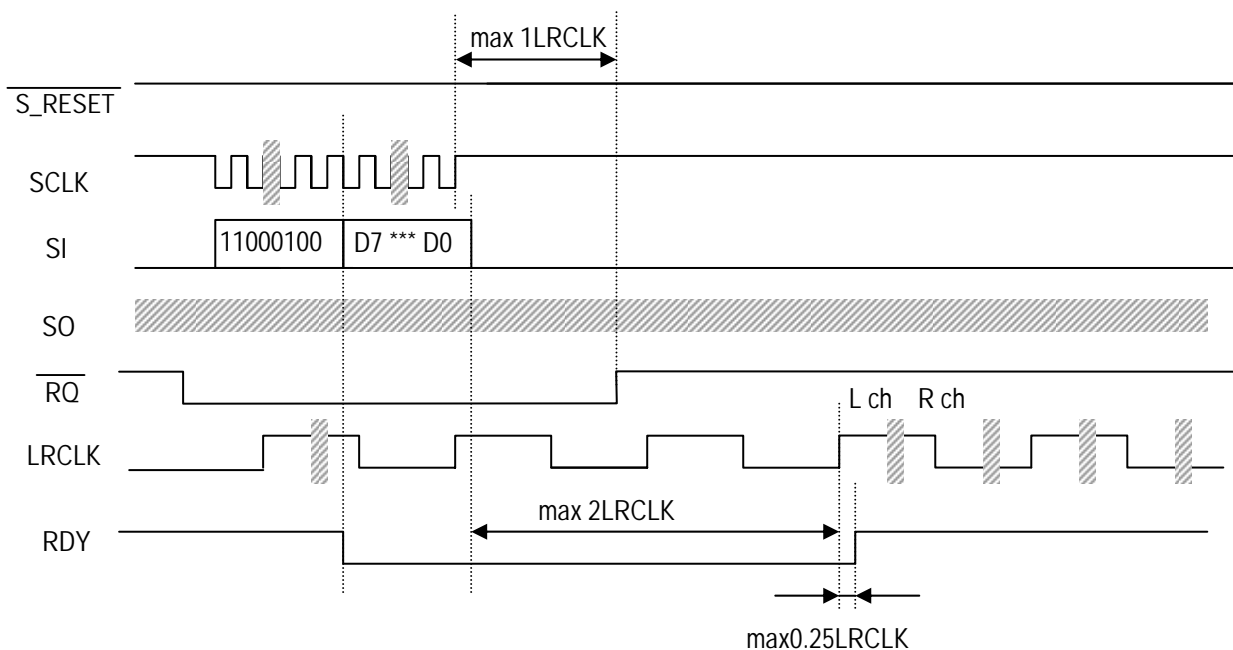 max 1LRCLK
S_RESET
SCLK
SI
11000100
D7 *** D0
SO
RQ
L ch
R ch
LRCLK
max 2LRCLK
RDY
max0.25LRCLK